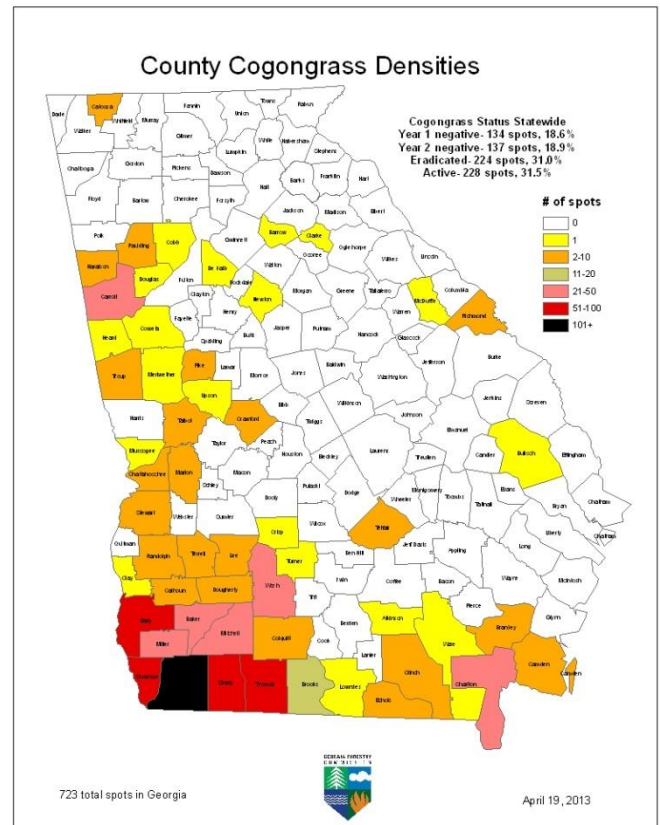 County Cogongrass Densities
Cogongrass Status Statewide
Year 1 negative- 134 spots, 18.6%
Year 2 negative- 137 spots, 18.9%
Eradicated- 224 spots, 31.0%
Active- 228 spots, 31.5%
# of spots
0
1
2-10
11-20
21-50
51-100
101+
Dade
Catoosa
Walker
Whitfield
Murray
Fannin
Union
Towns
Rabun
Gilmer
Lumpkin
White
Habersham
Stephens
Chattooga
Gordon
Pickens
Dawson
Hall
Banks
Franklin
Hart
Floyd
Bartow
Cherokee
Forsyth
Jackson
Madison
Elbert
Polk
Paulding
Cobb
Gwinnett
Barrow
Clarke
Oglethorpe
Wilkes
Lincoln
Haralson
Douglas
De Kalb
Rockdale
Walton
Oconee
Columbia
Carroll
Fulton
Clayton
Newton
Morgan
Greene
Taliaferro
Warren
McDuffie
Richmond
Heard
Coweta
Fayette
Henry
Spalding
Butts
Jasper
Putnam
Hancock
Glascock
Burke
Troup
Meriwether
Pike
Lamar
Monroe
Jones
Baldwin
Washington
Jefferson
Jenkins
Screven
Harris
Talbot
Upson
Crawford
Bibb
Twiggs
Wilkinson
Johnson
Emanuel
Muscogee
Taylor
Peach
Houston
Bleckley
Laurens
Treutlen
Candler
Bulloch
Effingham
Chattahoochee
Marion
Schley
Macon
Dooly
Pulaski
Dodge
Wheeler
Montgomery
Toombs
Tattnall
Evans
Bryan
Chatham
Chatham
Stewart
Webster
Sumter
Wilcox
Telfair
Liberty
Long
Quitman
Randolph
Terrell
Lee
Crisp
Turner
Ben Hill
Jeff Davis
Appling
Wayne
McIntosh
Clay
Calhoun
Dougherty
Worth
Tift
Irwin
Coffee
Bacon
Pierce
Glynn
Early
Baker
Mitchell
Colquitt
Cook
Berrien
Atkinson
Ware
Brantley
Miller
Lanier
Clinch
Charlton
Camden
Camden
Seminole
Grady
Thomas
Brooks
Lowndes
Echols
GEORGIA FORESTRY
COMMISSION
723 total spots in Georgia
April 19, 2013